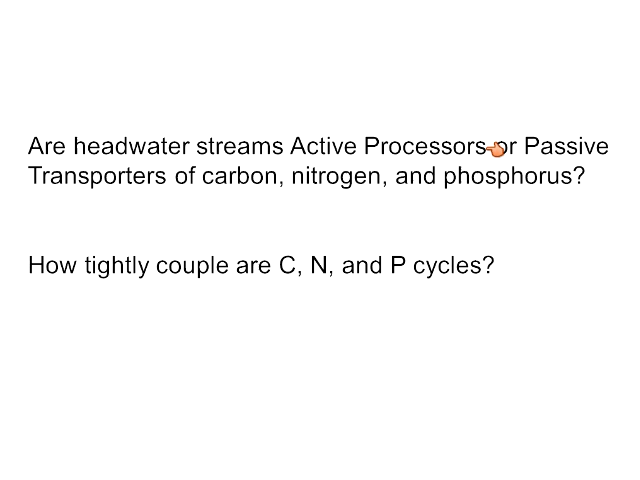 Are headwater streams Active Processors or Passive
Transporters of carbon, nitrogen, and phosphorus?
How tightly couple are C, N, and P cycles?